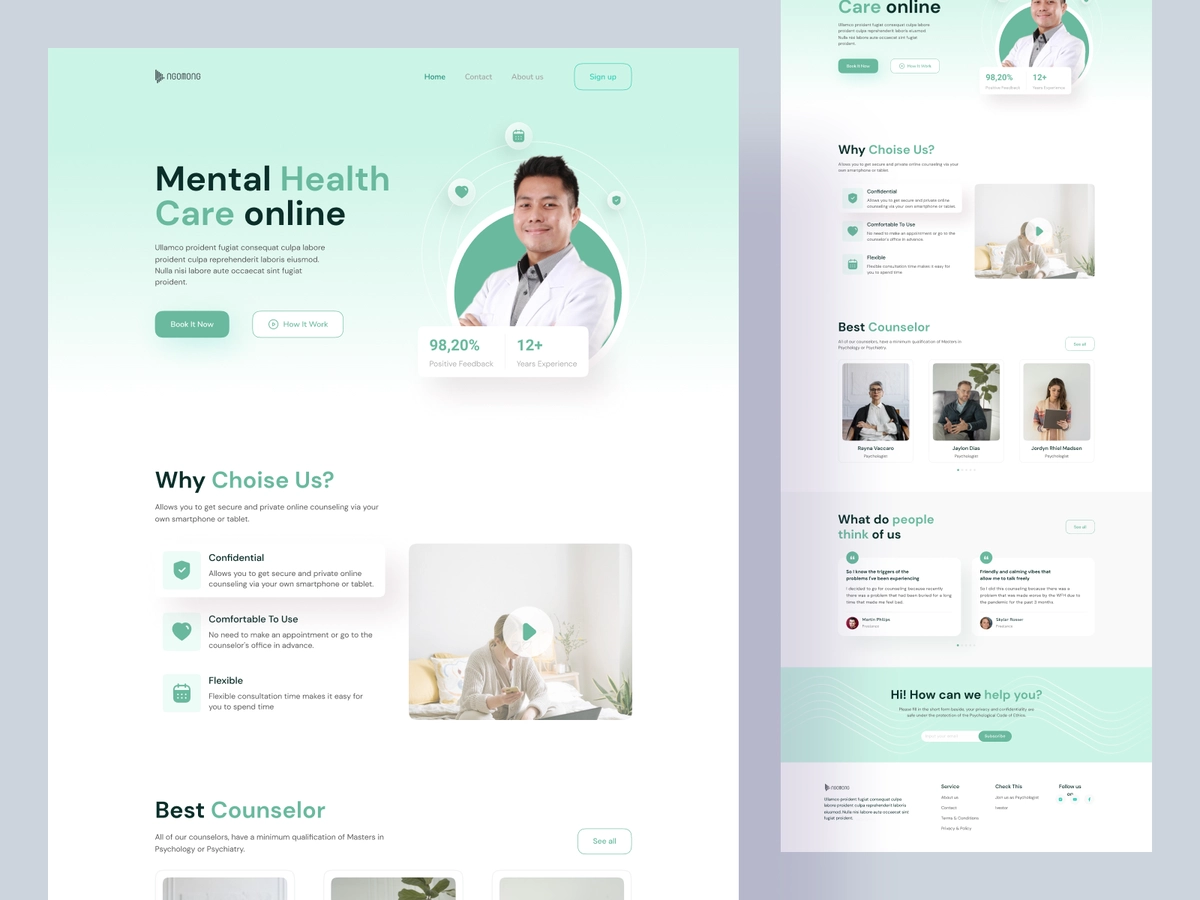 NGOMONG
Home Contact About us Sign up
Mental Health
Care online
Ullamco proident fugiat consequat culpa labore
proident culpa reprehenderit laboris eiusmod.
Nulla nisi labore aute occaecat sint fugiat
proident.
Book It Now How It Work
98,20% 12+
Positive Feedback Years Experience
Why Choise Us?
Allows you to get secure and private online counseling via your
own smartphone or tablet.
Confidential
Allows you to get secure and private online
counseling via your own smartphone or tablet.
Comfortable To Use
No need to make an appointment or go to the
counselor's office in advance.
Flexible
Flexible consultation time makes it easy for
you to spend time
Best Counselor
All of our counselors, have a minimum qualification of Masters in
Psychology or Psychiatry.
See all
Care online
Ullamco proident fugiat consequat culpa labore
proident culpa reprehenderit laboris eiusmod.
Nulla nisi labore aute occaecat sint fugiat
proident.
Book It Now How It Work
98,20% 12+
Positive Feedback Years Experience
Why Choise Us?
Allows you to get secure and private online counseling via your
own smartphone or tablet.
Confidential
Allows you to get secure and private online
counseling via your own smartphone or tablet.
Comfortable To Use
No need to make an appointment or go to the
counselor's office in advance.
Flexible
Flexible consultation time makes it easy for
you to spend time
Best Counselor
All of our counselors, have a minimum qualification of Masters in
Psychology or Psychiatry.
See all
Rayna Vaccaro Jaylon Dias Jordyn Rhiel Madsen
Psychologist Psychologist Psychologist
What do people
think of us
See all
So I knew the triggers of the
problems I've been experiencing
I decided to go for counseling because recently
there was a problem that had been buried for a long
time that made me feel bad.
Martin Philips
Freelance
Friendly and calming vibes that
allow me to talk freely
So I did this counseling because there was a
problem that was made worse by the WFH due to
the pandemic for the past 3 months
Skylar Rosser
Freelance
Hi! How can we help you?
Please fill in the short form beside, your privacy and confidentiality are
safe under the protection of the Psychological Code of Ethics
Subscribe
NGOMONG
Ullamco proident fugiat consequat culpa
labore proident culpa reprehenderit laboris
eiusmod. Nulla nisi labore aute occaecat sint
fugiat proident.
Service
About us
Contact
Terms & Conditions
Privacy & Policy
Check This
Join us as Psychologist
Follow us
on